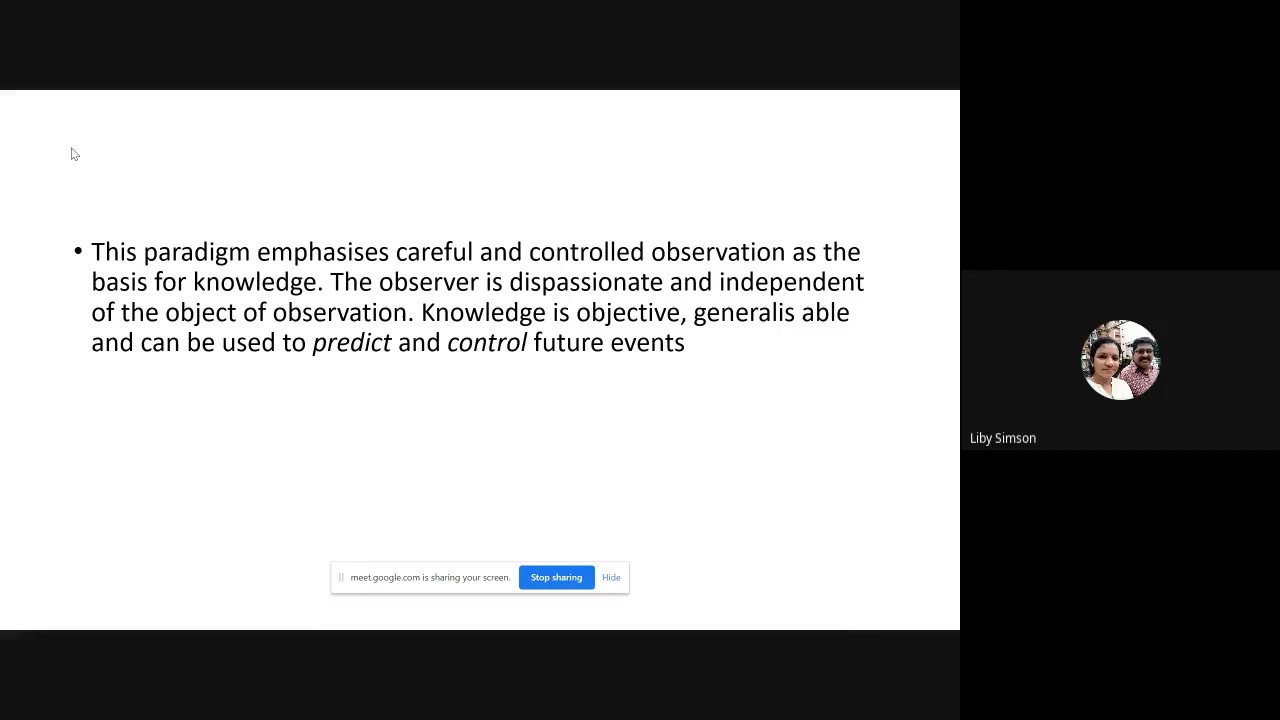 • This paradigm emphasises careful and controlled observation as the
basis for knowledge. The observer is dispassionate and independent
of the object of observation. Knowledge is objective, generalis able
and can be used to predict and control future events
meet.google.com is sharing your screen. Stop sharing Hide
Liby Simson